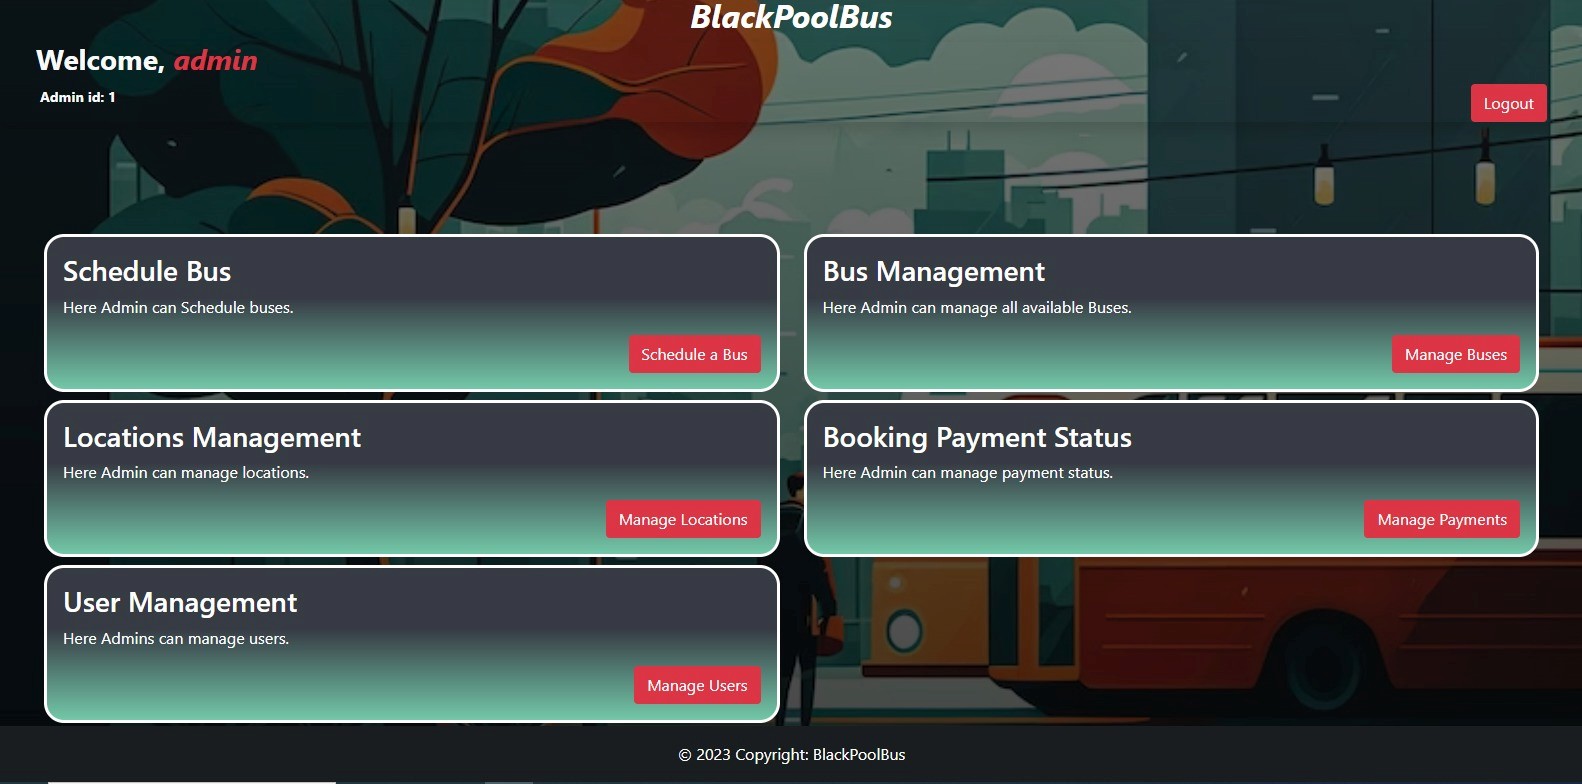 BlackPoolBus
Welcome, admin
Admin id: 1
Logout
Schedule Bus
Here Admin can Schedule buses.
Schedule a Bus
Bus Management
Here Admin can manage all available Buses.
Manage Buses
Locations Management
Here Admin can manage locations.
Manage Locations
Booking Payment Status
Here Admin can manage payment status.
Manage Payments
User Management
Here Admins can manage users.
Manage Users
© 2023 Copyright: BlackPoolBus